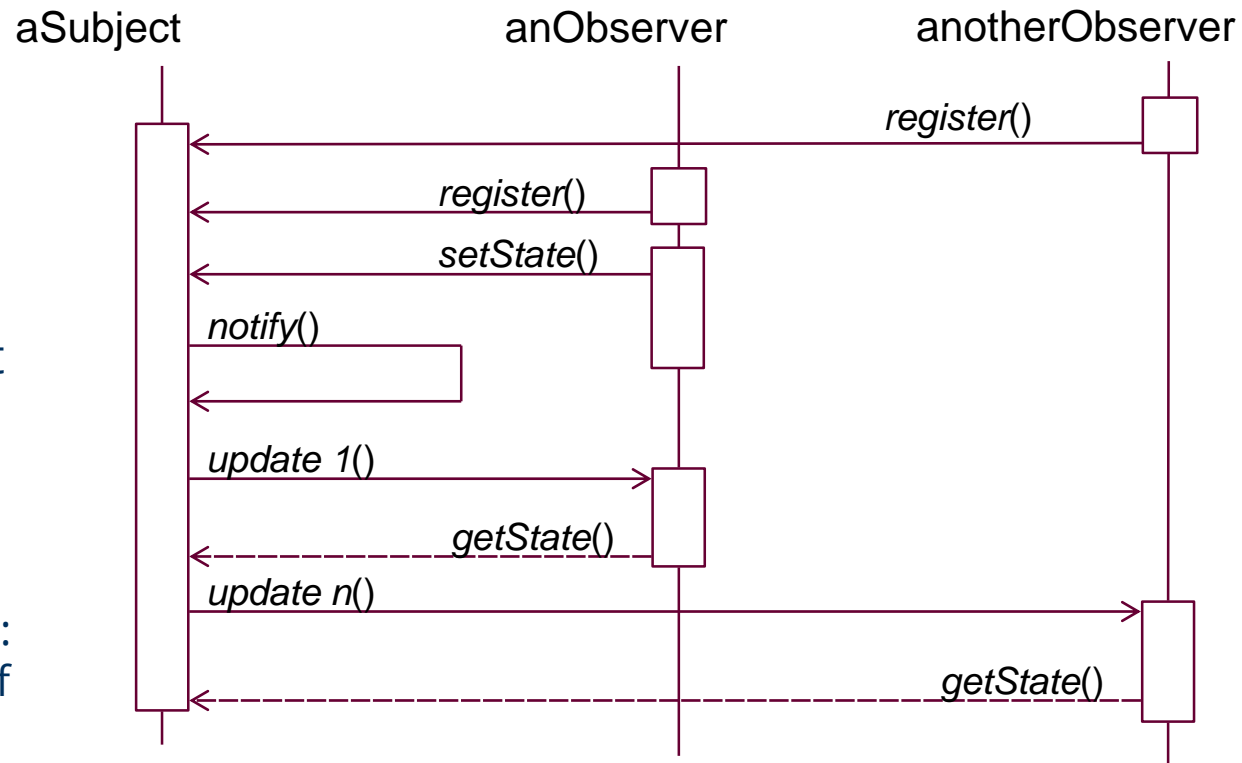 aSubject anObserver anotherObserver
register()
register()
setState()
notify()
t
update 1()
getState()
update n()
:
f
getState()